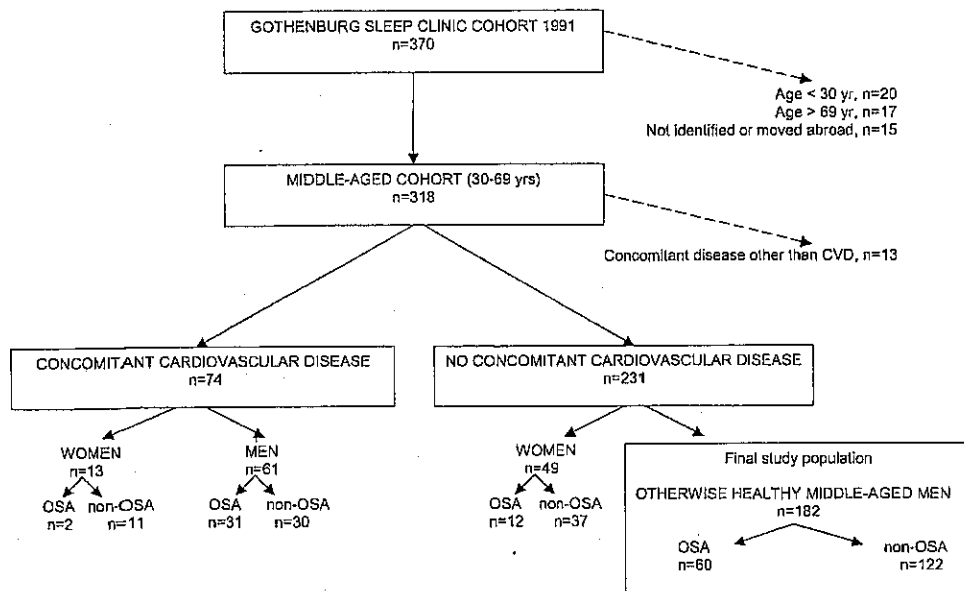 GOTHENBURG SLEEP CLINIC COHORT 1991
n=370
Age < 30 yr, n=20
Age > 69 yr, n=17
Not identified or moved abroad, n=15
MIDDLE-AGED COHORT (30-69 yrs)
n=318
Concomitant disease other than CVD, n=13
CONCOMITANT CARDIOVASCULAR DISEASE
n=74
NO CONCOMITANT CARDIOVASCULAR DISEASE
n=231
WOMEN
n=13
MEN
n=61
OSA
n=2
non-OSA
n=11
OSA
n=31
non-OSA
n=30
WOMEN
n=49
OSA
n=12
non-OSA
n=37
Final study population
OTHERWISE HEALTHY MIDDLE-AGED MEN
n=182
OSA
n=60
non-OSA
n=122